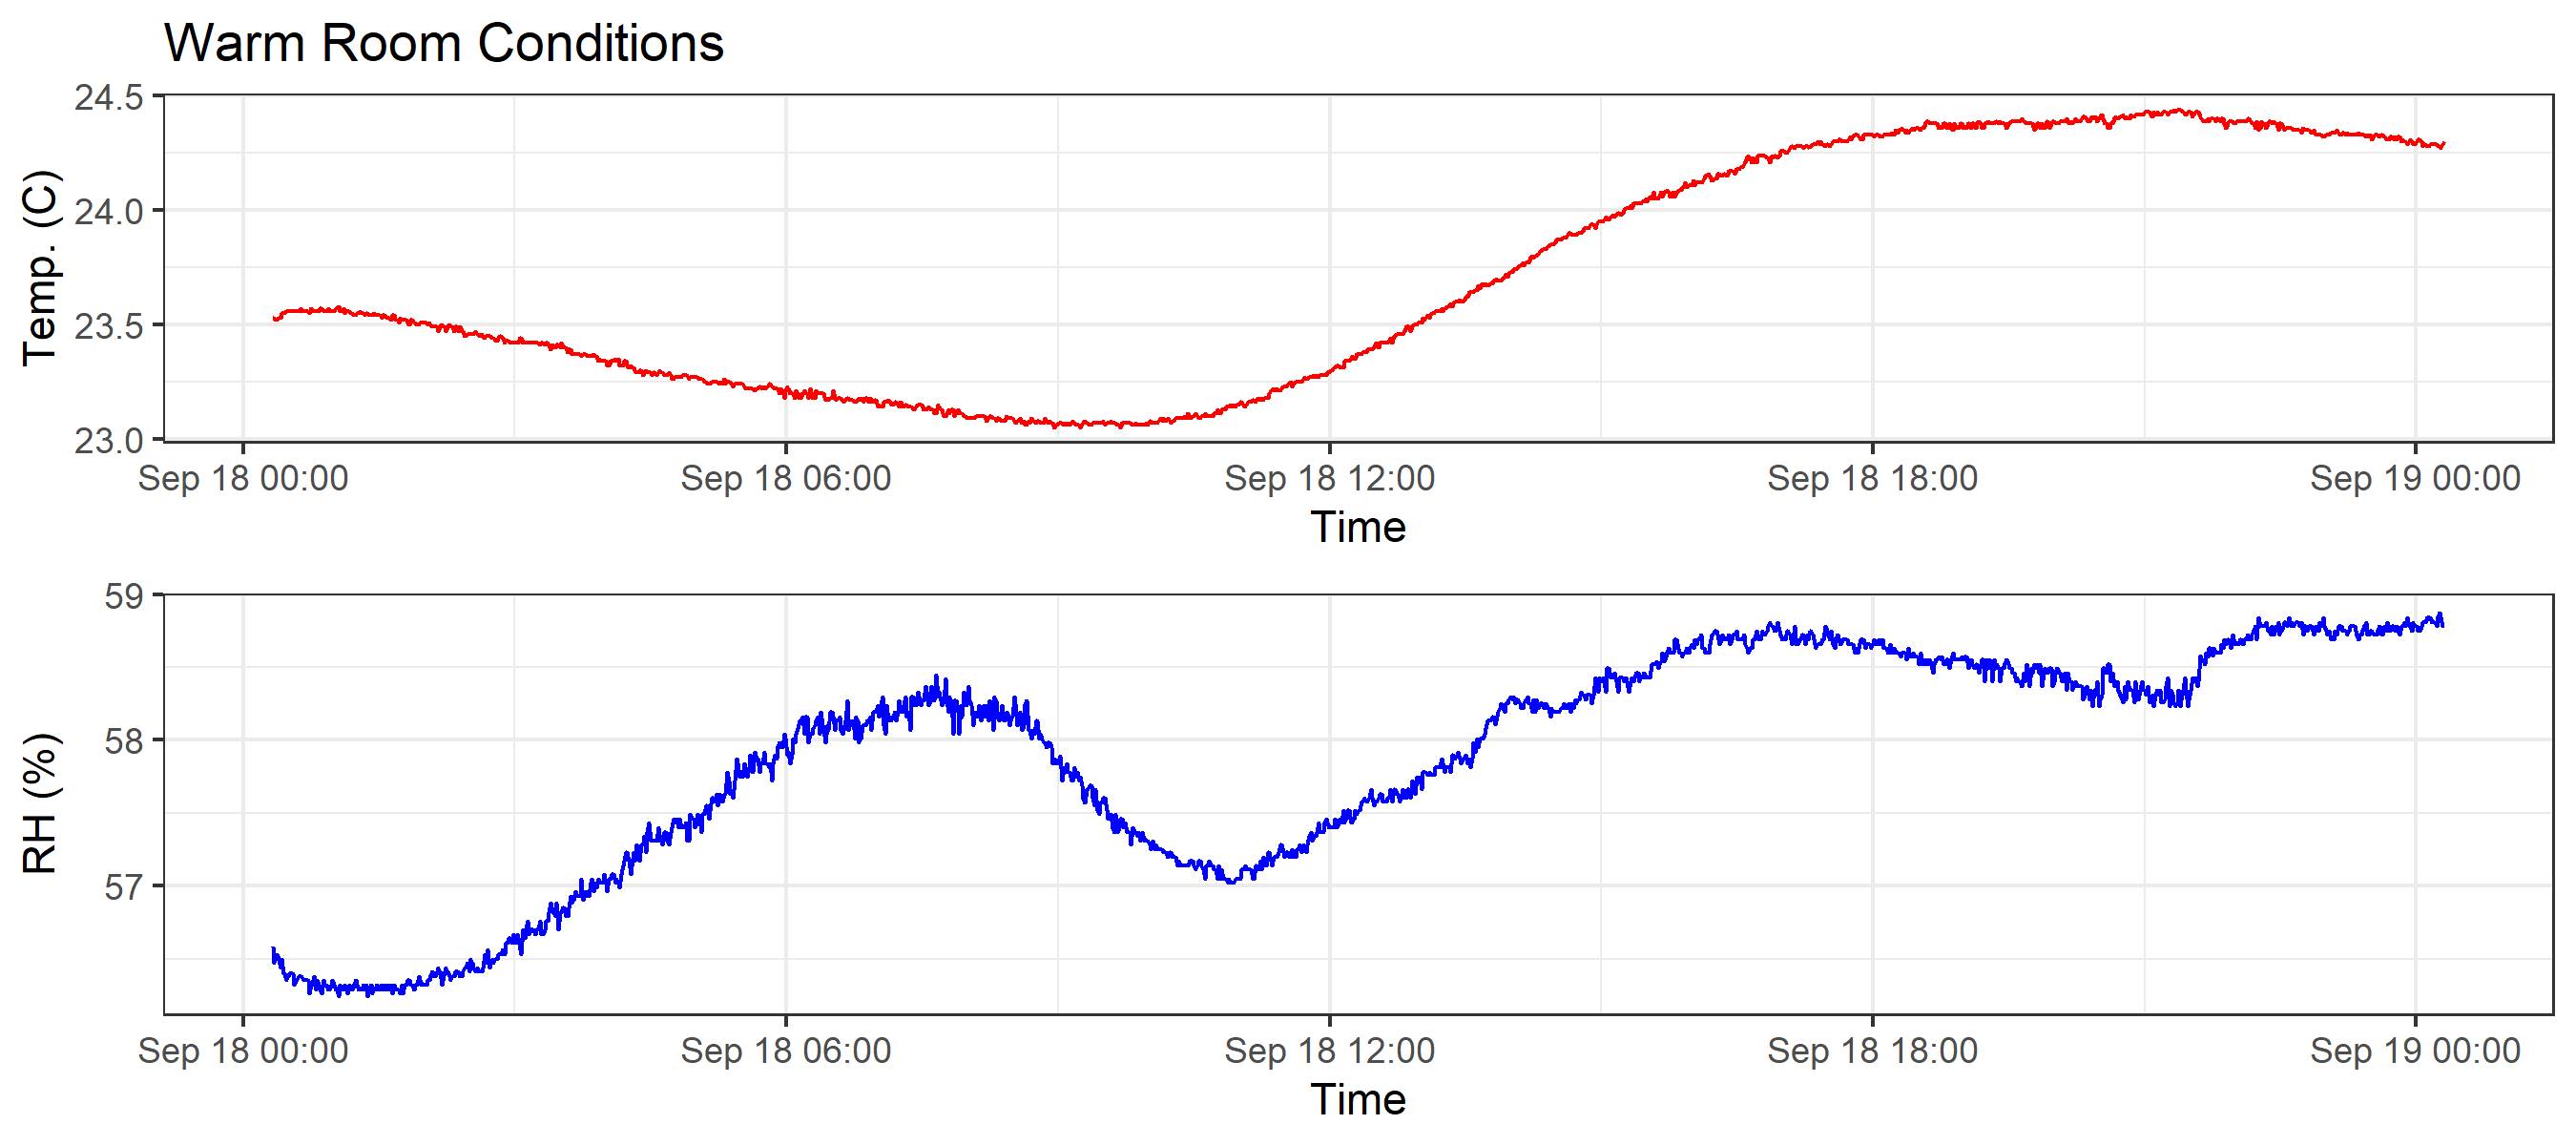 Warm Room Conditions
24.5
24.0
23.5
23.0
Temp. (C)
Sep 18 00:00 Sep 18 06:00 Sep 18 12:00 Sep 18 18:00 Sep 19 00:00
Time
59
58
57
RH (%)
Sep 18 00:00 Sep 18 06:00 Sep 18 12:00 Sep 18 18:00 Sep 19 00:00
Time